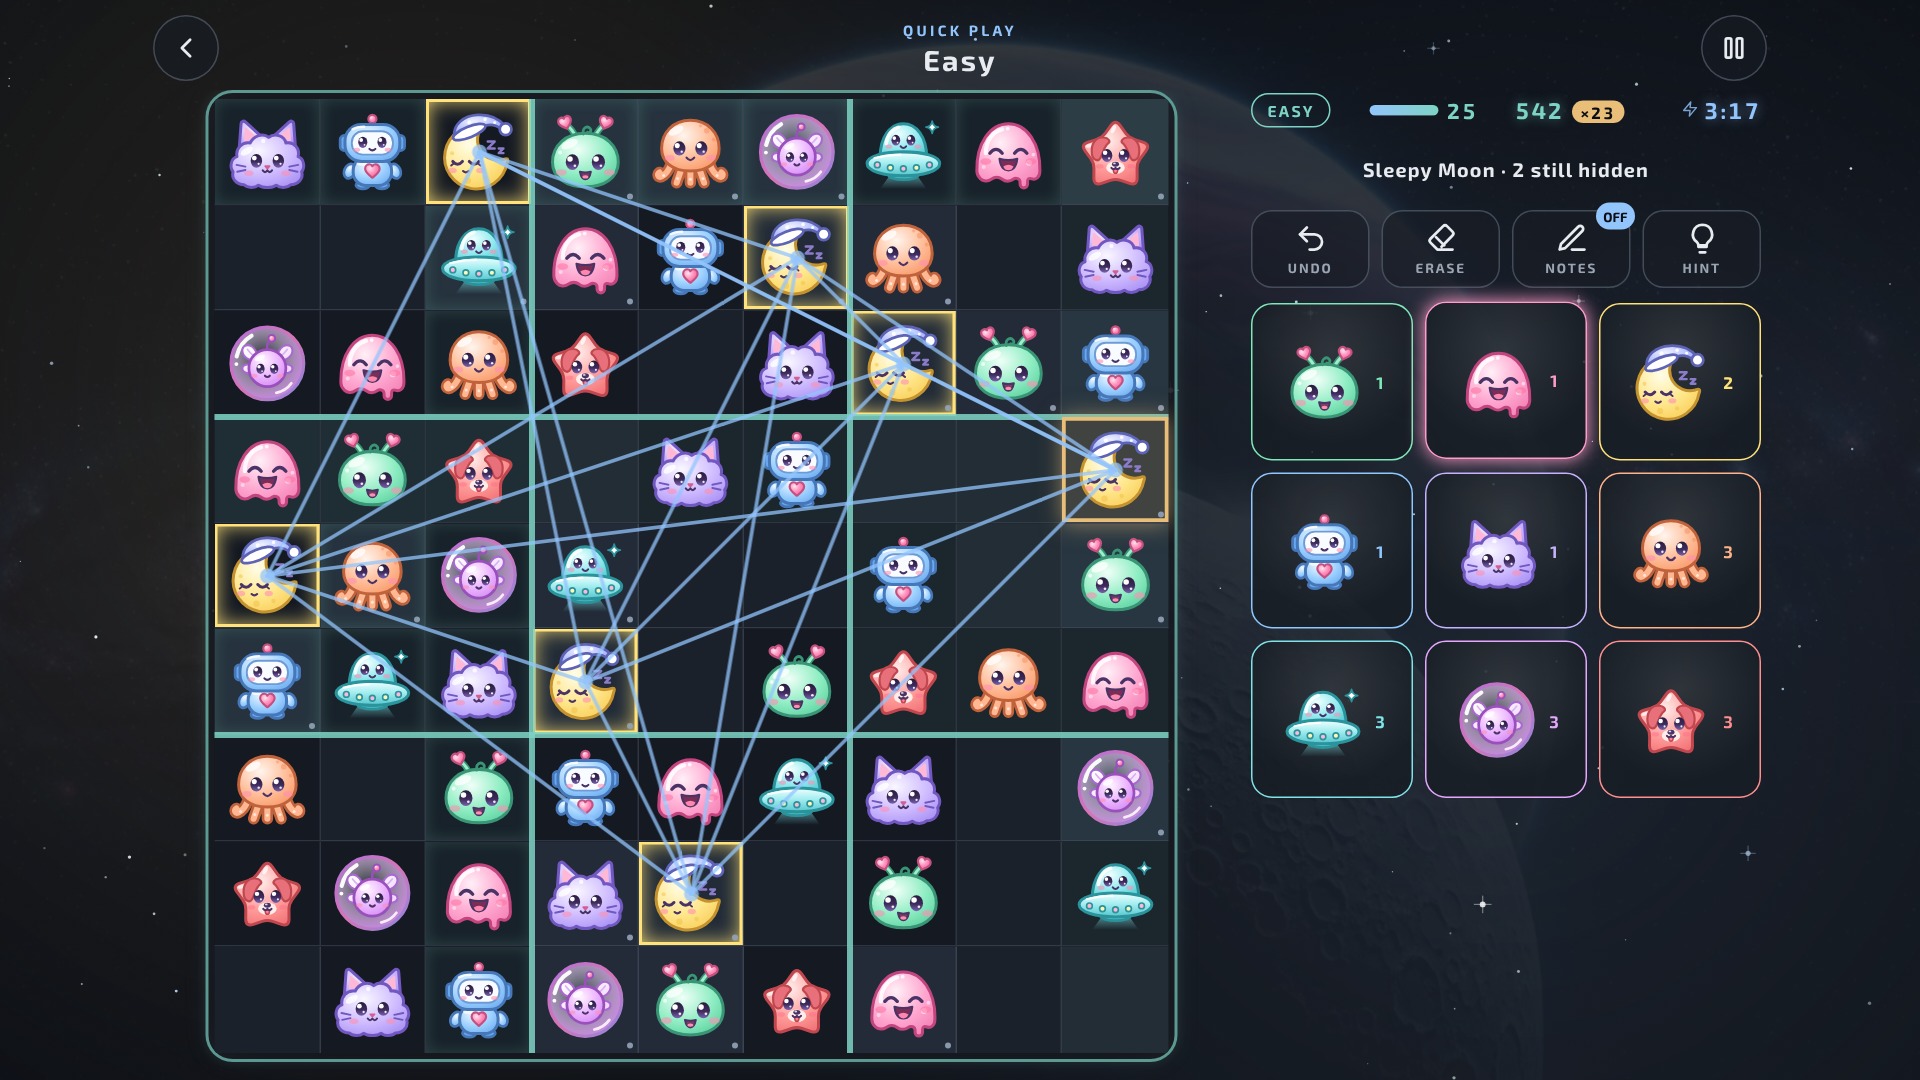 QUICK PLAY
Easy
EASY
25
542
×23
3:17
Sleepy Moon · 2 still hidden
UNDO
ERASE
NOTES
OFF
HINT
1
1
2
1
1
3
3
3
3